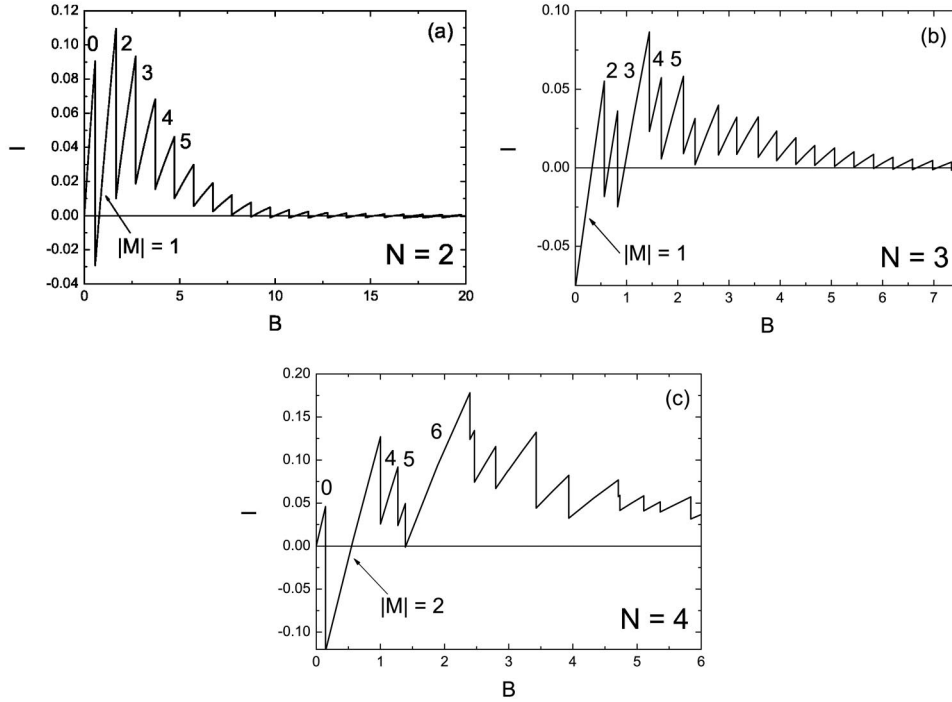 (a)
0.12
0.10
0.08
0.06
0.04
0.02
0.00
-0.02
-0.04
0 2
3
4
5
|M| = 1
N = 2
0 5 10 15 20
B
I
(b)
0.10
0.05
0.00
-0.05
2 3 4 5
|M| = 1
N = 3
0 1 2 3 4 5 6 7
B
I
(c)
0.20
0.15
0.10
0.05
0.00
-0.05
-0.10
0
4 5
6
|M| = 2
N = 4
0 1 2 3 4 5 6
B
I